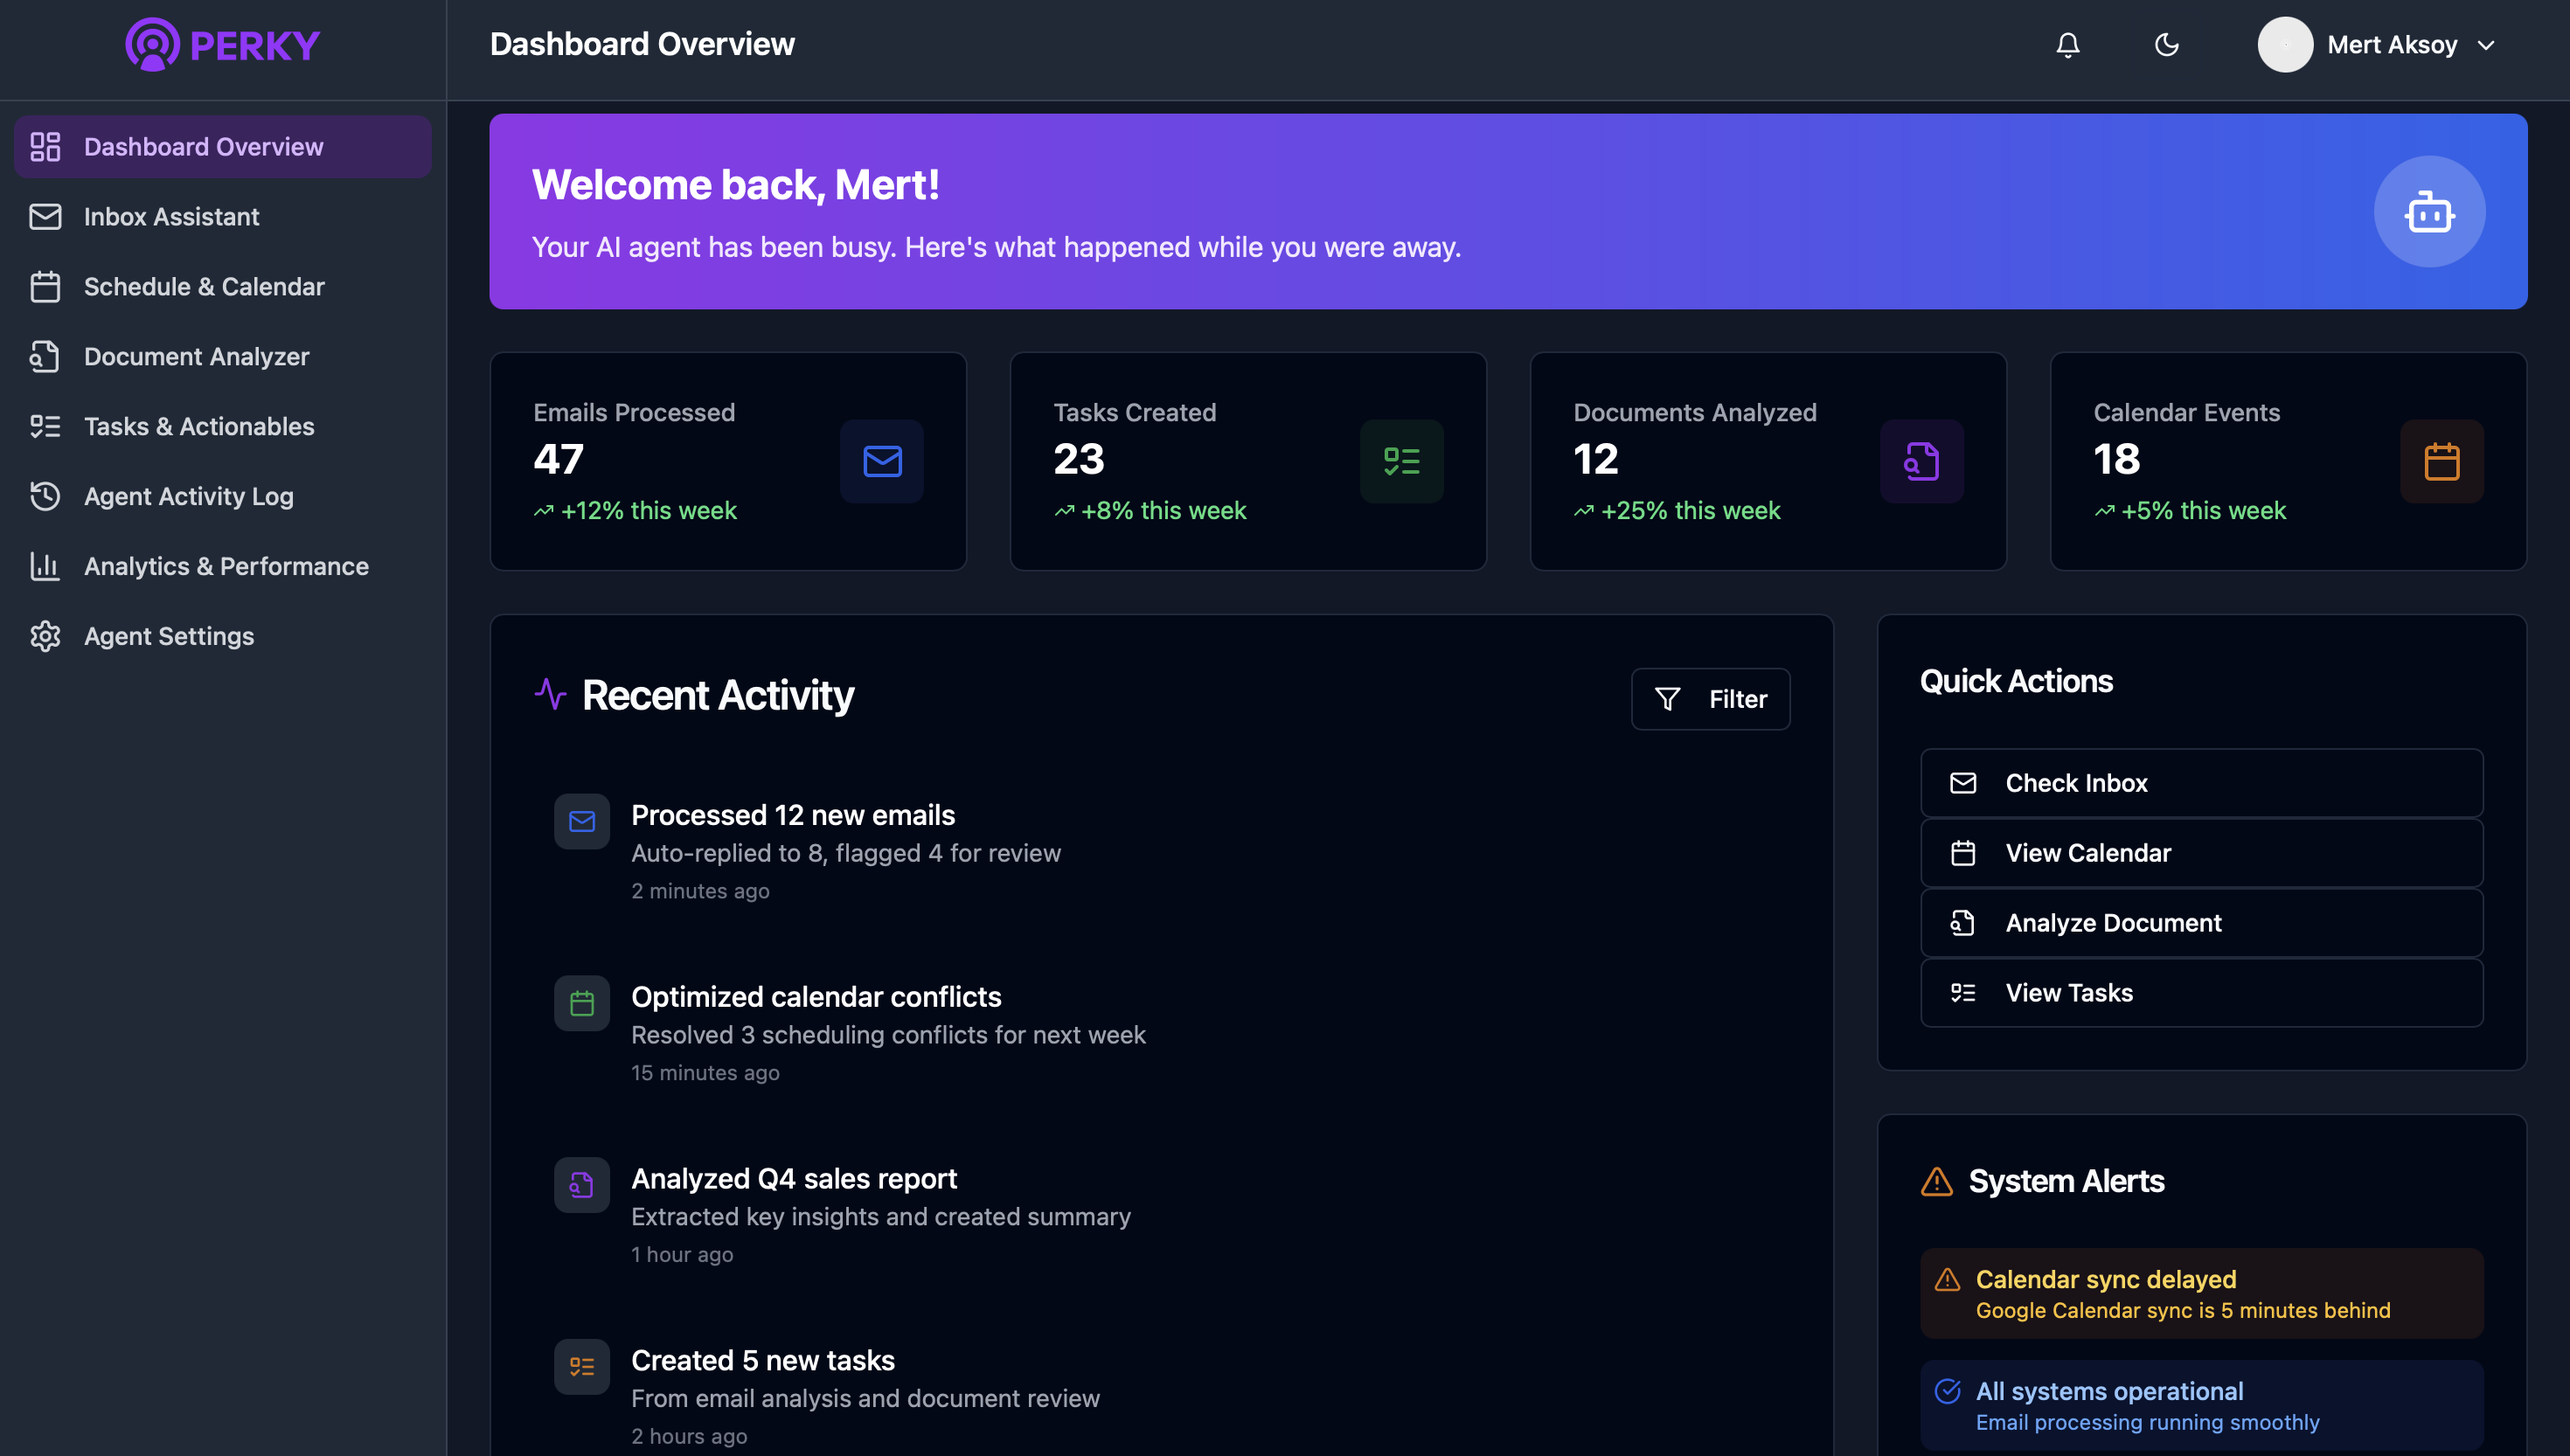 PERKY
Dashboard Overview
Mert Aksoy
Dashboard Overview
Inbox Assistant
Schedule & Calendar
Document Analyzer
Tasks & Actionables
Agent Activity Log
Analytics & Performance
Agent Settings
Welcome back, Mert!
Your AI agent has been busy. Here's what happened while you were away.
Emails Processed
47
+12% this week
Tasks Created
23
+8% this week
Documents Analyzed
12
+25% this week
Calendar Events
18
+5% this week
Recent Activity
Filter
Processed 12 new emails
Auto-replied to 8, flagged 4 for review
2 minutes ago
Optimized calendar conflicts
Resolved 3 scheduling conflicts for next week
15 minutes ago
Analyzed Q4 sales report
Extracted key insights and created summary
1 hour ago
Created 5 new tasks
From email analysis and document review
2 hours ago
Quick Actions
Check Inbox
View Calendar
Analyze Document
View Tasks
System Alerts
Calendar sync delayed
Google Calendar sync is 5 minutes behind
All systems operational
Email processing running smoothly